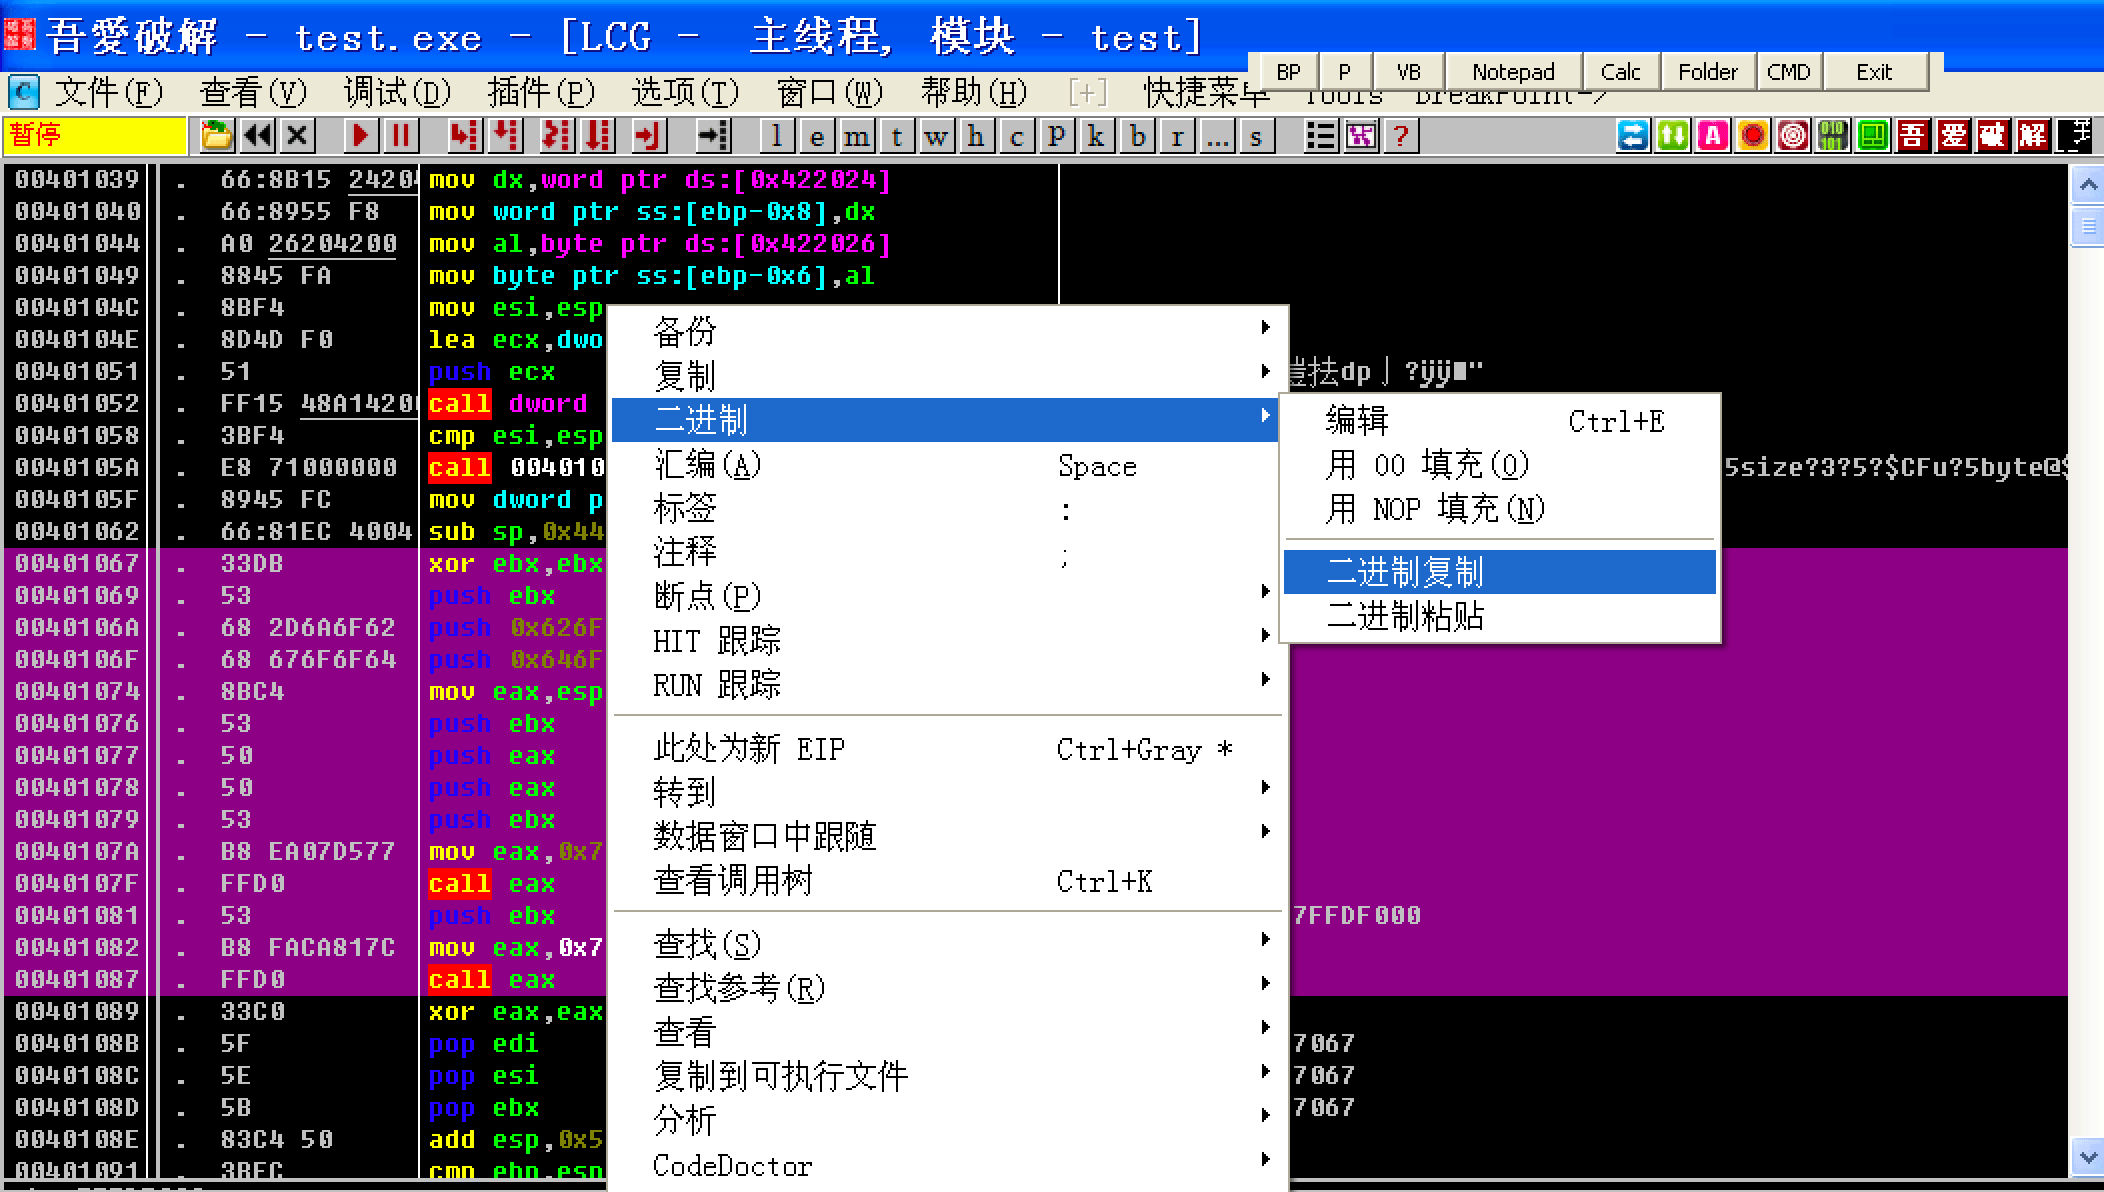 吾愛破解 - test.exe - [LCG - 主线程, 模块 - test]
BP P VB Notepad Calc Folder CMD Exit
文件(F) 查看(V) 调试(D) 插件(P) 选项(T) 窗口(W) 帮助(H) [+] 快捷菜单 Tools BreakPoint->
暂停 l e m t w h c P k b r ... s ? A 吾 爱 破 解
00401039 . 66:8B15 24204 mov dx,word ptr ds:[0x422024]
00401040 . 66:8955 F8 mov word ptr ss:[ebp-0x8],dx
00401044 . A0 26204200 mov al,byte ptr ds:[0x422026]
00401049 . 8845 FA mov byte ptr ss:[ebp-0x6],al
0040104C . 8BF4 mov esi,esp
0040104E . 8D4D F0 lea ecx,dwo
00401051 . 51 push ecx
00401052 . FF15 48A14200 call dword
00401058 . 3BF4 cmp esi,esp
0040105A . E8 71000000 call 004010 5size?3?5?$CFu?5byte@$
0040105F . 8945 FC mov dword p
00401062 . 66:81EC 4004 sub sp,0x44
00401067 . 33DB xor ebx,ebx
00401069 . 53 push ebx
0040106A . 68 2D6A6F62 push 0x626F
0040106F . 68 676F6F64 push 0x646F
00401074 . 8BC4 mov eax,esp
00401076 . 53 push ebx
00401077 . 50 push eax
00401078 . 50 push eax
00401079 . 53 push ebx
0040107A . B8 EA07D577 mov eax,0x7
0040107F . FFD0 call eax
00401081 . 53 push ebx 7FFDF000
00401082 . B8 FACA817C mov eax,0x7
00401087 . FFD0 call eax
00401089 . 33C0 xor eax,eax
0040108B . 5F pop edi 7067
0040108C . 5E pop esi 7067
0040108D . 5B pop ebx 7067
0040108E . 83C4 50 add esp,0x5
00401091 . 3BEC cmp ebp,esp
备份
复制
二进制
汇编(A) Space
标签 :
注释 ;
断点(P)
HIT 跟踪
RUN 跟踪
此处为新 EIP Ctrl+Gray *
转到
数据窗口中跟随
查看调用树 Ctrl+K
查找(S)
查找参考(R)
查看
复制到可执行文件
分析
CodeDoctor
编辑 Ctrl+E
用 00 填充(O)
用 NOP 填充(N)
二进制复制
二进制粘贴